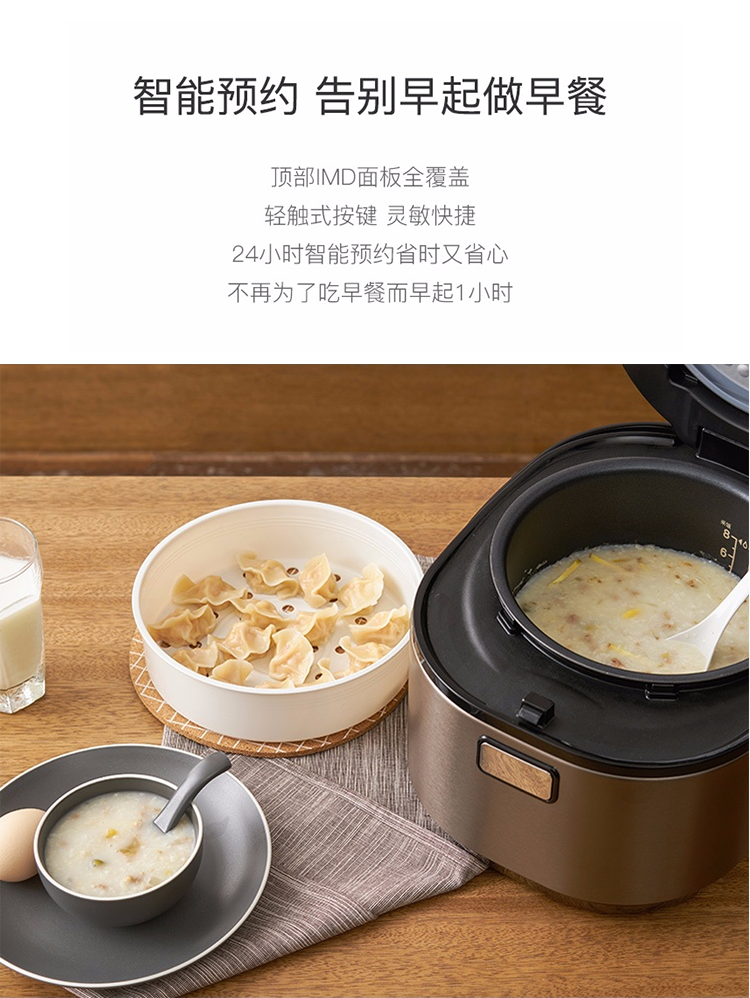 智能预约 告别早起做早餐
顶部IMD面板全覆盖
轻触式按键 灵敏快捷
24小时智能预约省时又省心
不再为了吃早餐而早起1小时
8
6